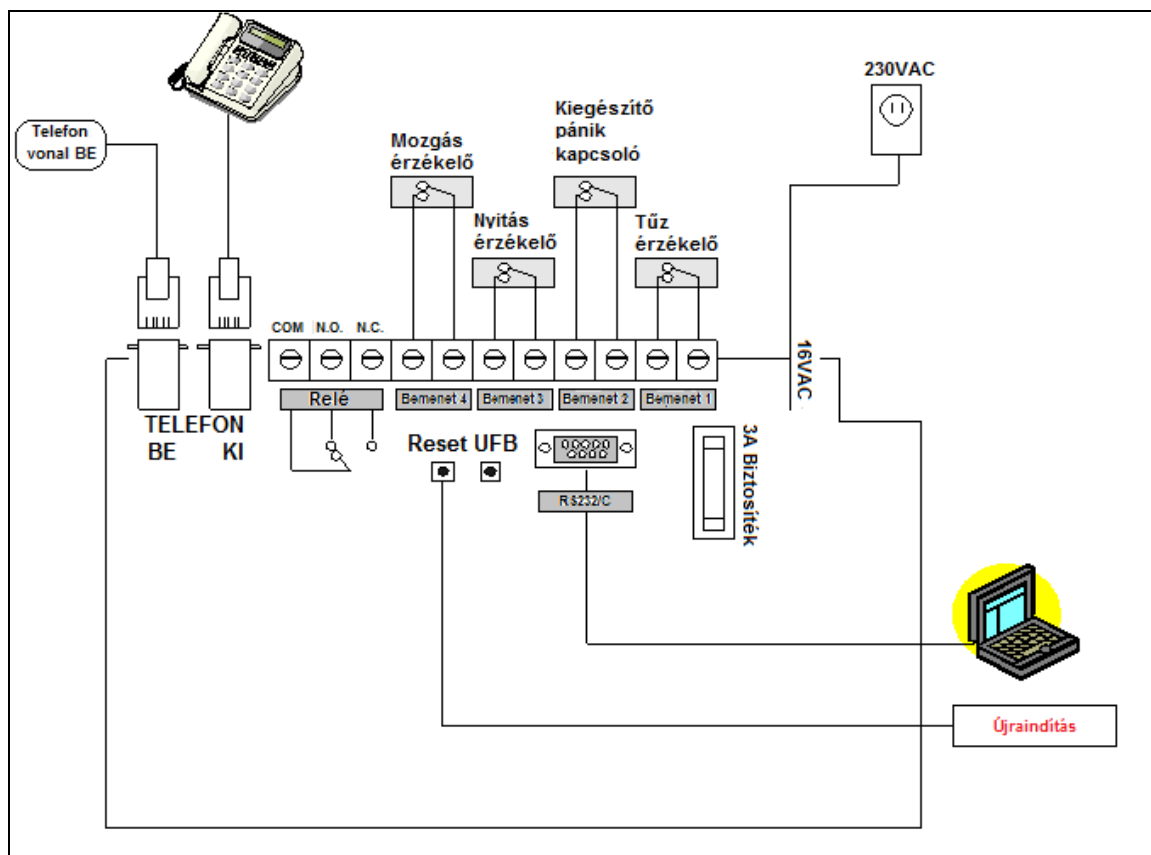 230VAC
Telefon
vonal BE
Mozgás
érzékelő
Kiegészítő
pánik
kapcsoló
Nyitás
érzékelő
Tűz
érzékelő
COM
N.O.
N.C.
16VAC
Relé
Bemenet 4
Bemenet 3
Bemenet 2
Bemenet 1
TELEFON
BE
KI
Reset
UFB
3A Biztosíték
RS232/C
Újraindítás